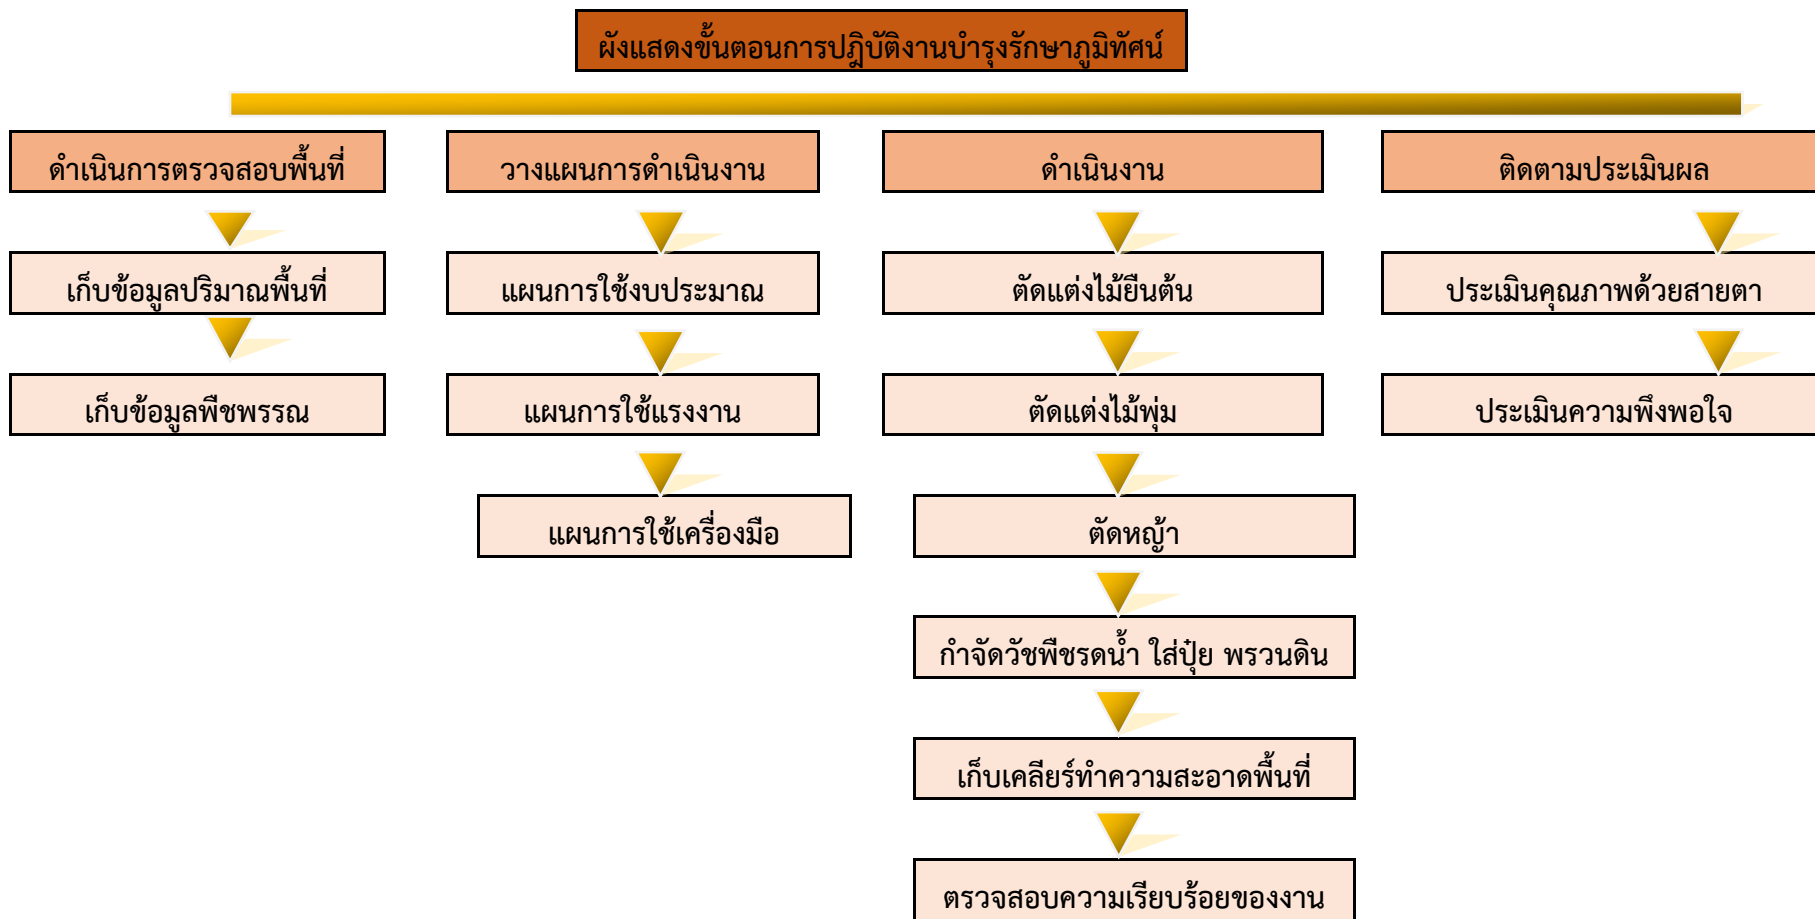 ผังแสดงขั้นตอนการปฎิบัติงานบำรุงรักษาภูมิทัศน์
ดำเนินการตรวจสอบพื้นที่
เก็บข้อมูลปริมาณพื้นที่
เก็บข้อมูลพืชพรรณ
วางแผนการดำเนินงาน
แผนการใช้งบประมาณ
แผนการใช้แรงงาน
แผนการใช้เครื่องมือ
ดำเนินงาน
ตัดแต่งไม้ยืนต้น
ตัดแต่งไม้พุ่ม
ตัดหญ้า
กำจัดวัชพืชรดน้ำ ใส่ปุ๋ย พรวนดิน
เก็บเคลียร์ทำความสะอาดพื้นที่
ตรวจสอบความเรียบร้อยของงาน
ติดตามประเมินผล
ประเมินคุณภาพด้วยสายตา
ประเมินความพึงพอใจ